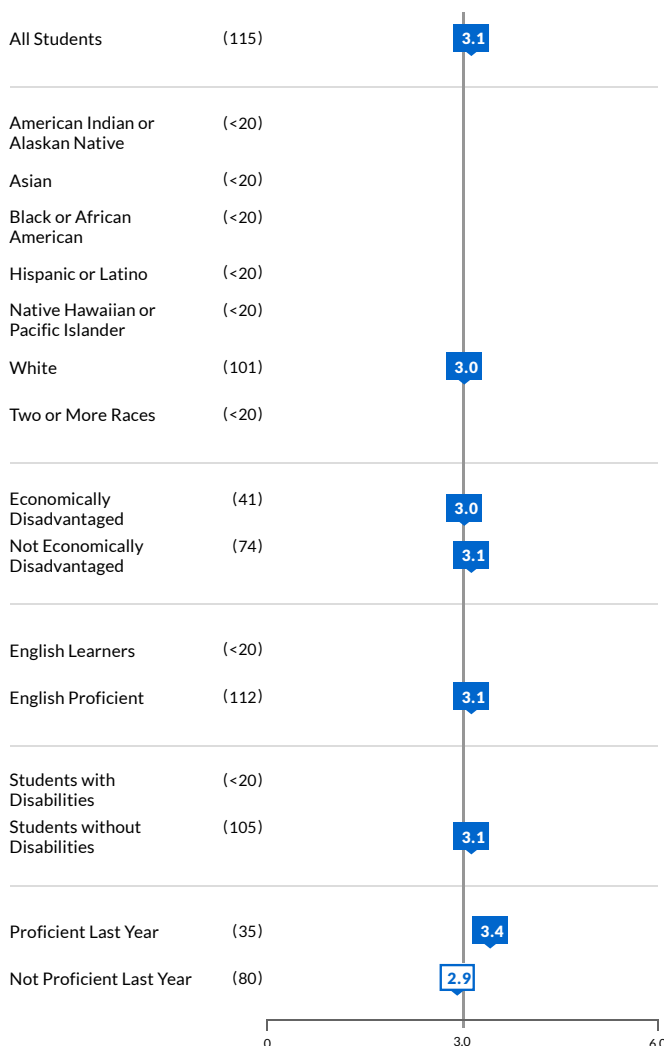 All Students (115) 3.1
American Indian or (<20)
Alaskan Native
Asian (<20)
Black or African (<20)
American
Hispanic or Latino (<20)
Native Hawaiian or (<20)
Pacific Islander
White (101) 3.0
Two or More Races (<20)
Economically (41) 3.0
Disadvantaged
Not Economically (74) 3.1
Disadvantaged
English Learners (<20)
English Proficient (112) 3.1
Students with (<20)
Disabilities
Students without (105) 3.1
Disabilities
Proficient Last Year (35) 3.4
Not Proficient Last Year (80) 2.9
0 3.0 6.0